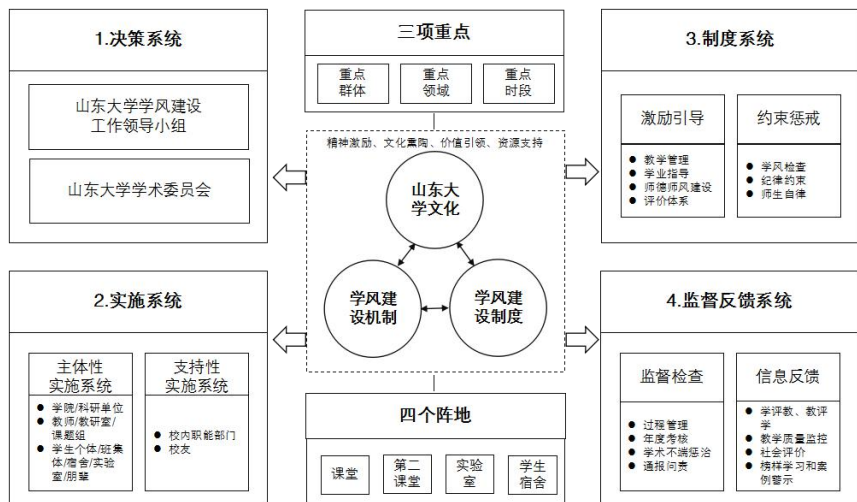 1.决策系统
山东大学学风建设
工作领导小组
山东大学学术委员会
2.实施系统
主体性
实施系统
● 学院/科研单位
● 教师/教研室/
课题组
● 学生个体/班集
体/宿舍/实验
室/朋辈
支持性
实施系统
● 校内职能部门
● 校友
三项重点
重点
群体
重点
领域
重点
时段
精神激励、文化熏陶、价值引领、资源支持
山东大
学文化
学风建
设机制
学风建
设制度
四个阵地
课堂
第二
课堂
实验
室
学生
宿舍
3.制度系统
激励引导
● 教学管理
● 学业指导
● 师德师风建设
● 评价体系
约束惩戒
● 学风检查
● 纪律约束
● 师生自律
4.监督反馈系统
监督检查
● 过程管理
● 年度考核
● 学术不端惩治
● 通报问责
信息反馈
● 学评教、教评
学
● 教学质量监控
● 社会评价
● 榜样学习和案
例警示